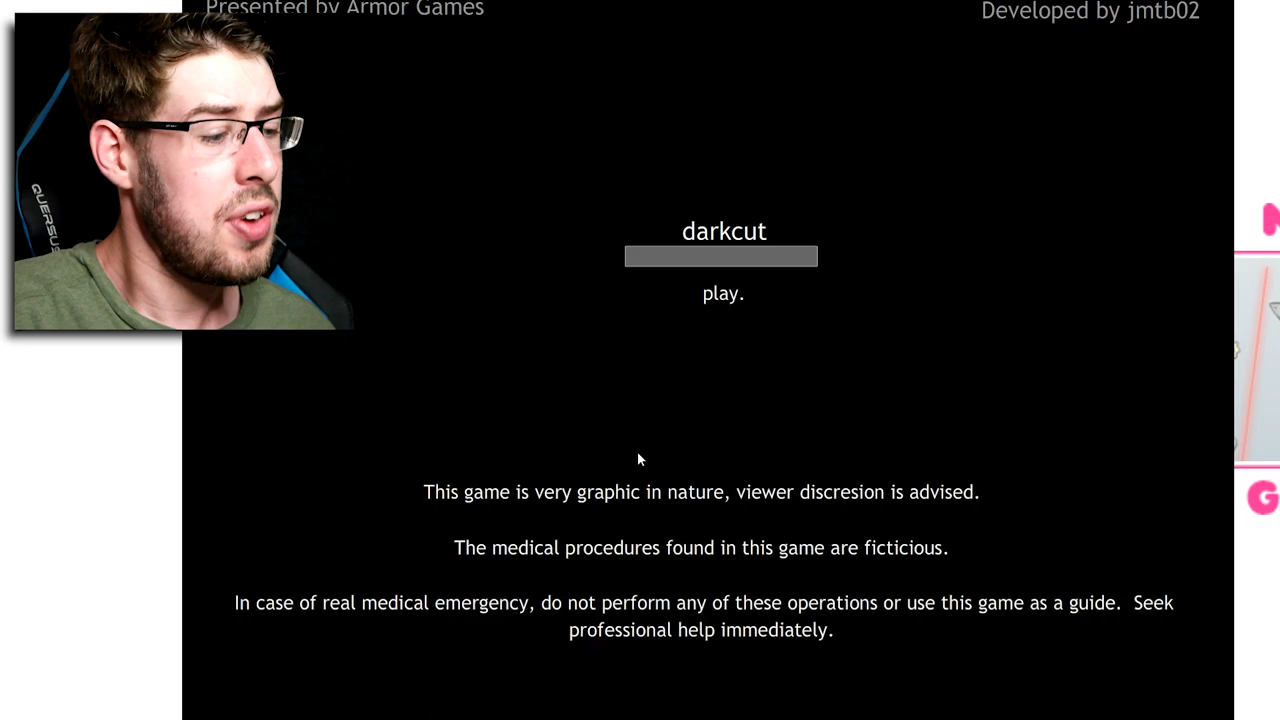 Presented by Armor Games
Developed by jmtb02
QUERSUS
darkcut
play.
This game is very graphic in nature, viewer discresion is advised.
The medical procedures found in this game are ficticious.
In case of real medical emergency, do not perform any of these operations or use this game as a guide.  Seek
professional help immediately.
G